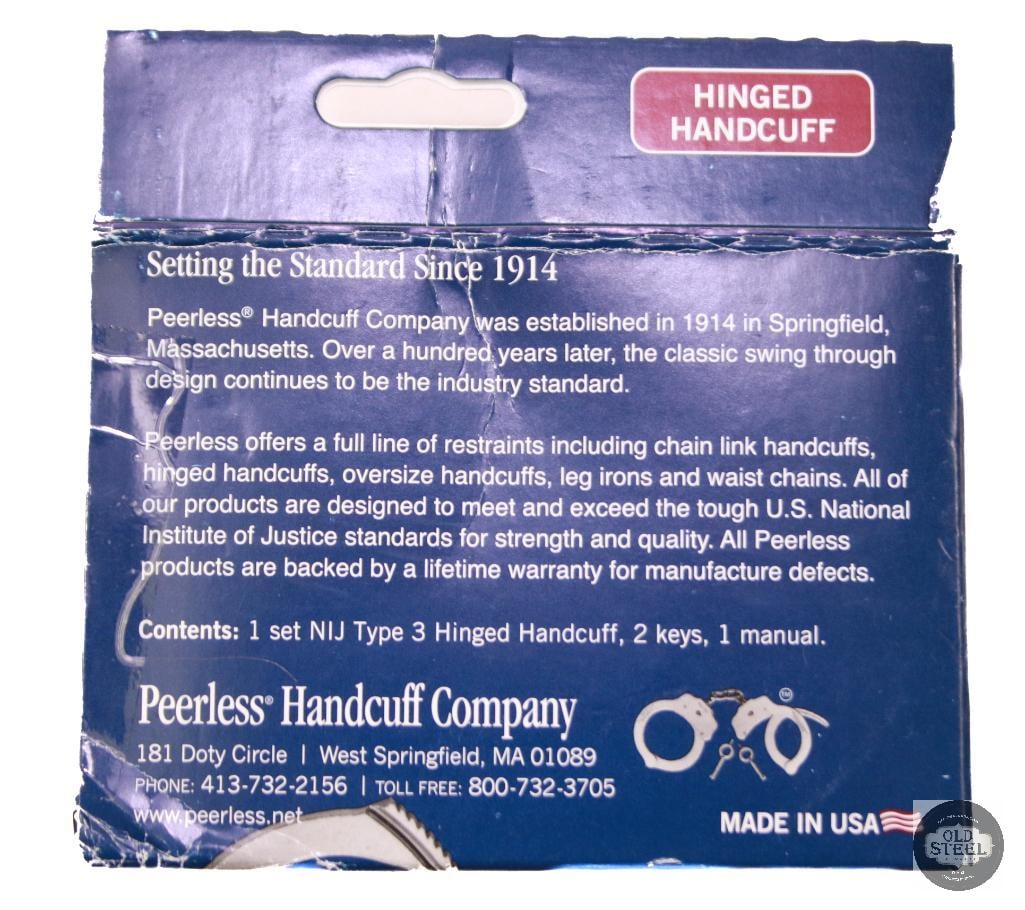 HINGED
HANDCUFF
Setting the Standard Since 1914
Peerless® Handcuff Company was established in 1914 in Springfield,
Massachusetts. Over a hundred years later, the classic swing through
design continues to be the industry standard.
Peerless offers a full line of restraints including chain link handcuffs,
hinged handcuffs, oversize handcuffs, leg irons and waist chains. All of
our products are designed to meet and exceed the tough U.S. National
Institute of Justice standards for strength and quality. All Peerless
products are backed by a lifetime warranty for manufacture defects.
Contents: 1 set NIJ Type 3 Hinged Handcuff, 2 keys, 1 manual.
Peerless® Handcuff Company
TM
181 Doty Circle | West Springfield, MA 01089
PHONE: 413-732-2156 | TOLL FREE: 800-732-3705
www.peerless.net
MADE IN USA
OLD
STEEL